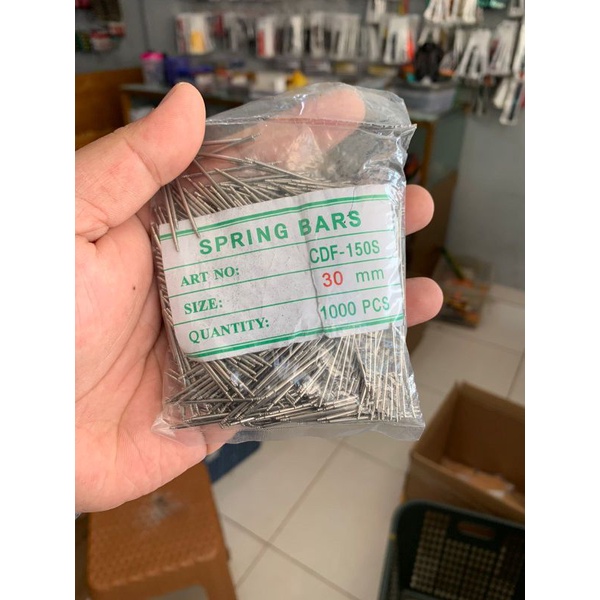 SPRING BARS
ART NO: CDF-150S
SIZE: 30 mm
QUANTITY: 1000 PCS